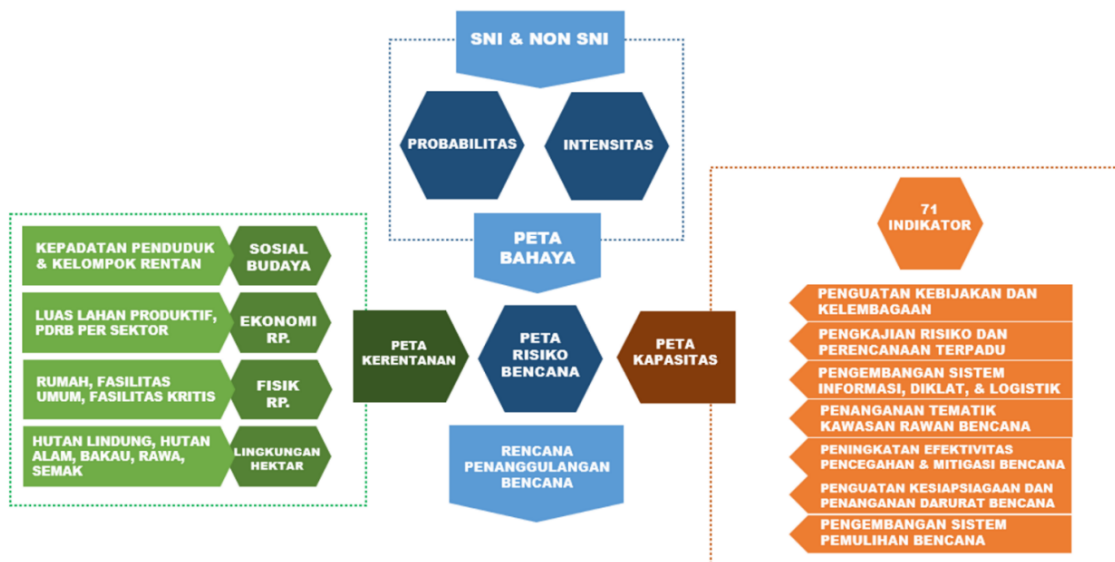 SNI & NON SNI
PROBABILITAS
INTENSITAS
PETA
BAHAYA
KEPADATAN PENDUDUK
& KELOMPOK RENTAN
SOSIAL
BUDAYA
LUAS LAHAN PRODUKTIF,
PDRB PER SEKTOR
EKONOMI
RP.
RUMAH, FASILITAS
UMUM, FASILITAS KRITIS
FISIK
RP.
HUTAN LINDUNG, HUTAN
ALAM, BAKAU, RAWA,
SEMAK
LINGKUNGAN
HEKTAR
PETA
KERENTANAN
PETA
RISIKO
BENCANA
PETA
KAPASITAS
RENCANA
PENANGGULANGAN
BENCANA
71
INDIKATOR
PENGUATAN KEBIJAKAN DAN
KELEMBAGAAN
PENGKAJIAN RISIKO DAN
PERENCANAAN TERPADU
PENGEMBANGAN SISTEM
INFORMASI, DIKLAT, & LOGISTIK
PENANGANAN TEMATIK
KAWASAN RAWAN BENCANA
PENINGKATAN EFEKTIVITAS
PENCEGAHAN & MITIGASI BENCANA
PENGUATAN KESIAPSIAGAAN DAN
PENANGANAN DARURAT BENCANA
PENGEMBANGAN SISTEM
PEMULIHAN BENCANA